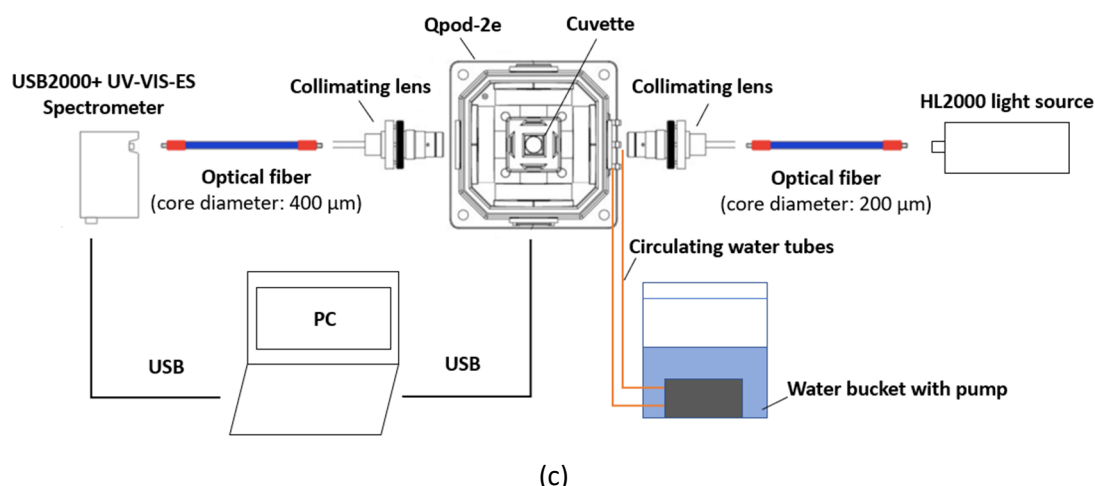 Qpod-2e
Cuvette
USB2000+ UV-VIS-ES
Spectrometer
Collimating lens
Collimating lens
HL2000 light source
Optical fiber
(core diameter: 400 μm)
Optical fiber
(core diameter: 200 μm)
Circulating water tubes
PC
USB
USB
Water bucket with pump
(c)